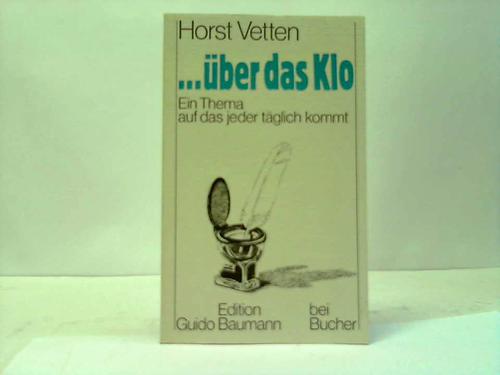 Horst Vetten
...über das Klo
Ein Thema
auf das jeder täglich kommt
Edition bei
Guido Baumann Bucher